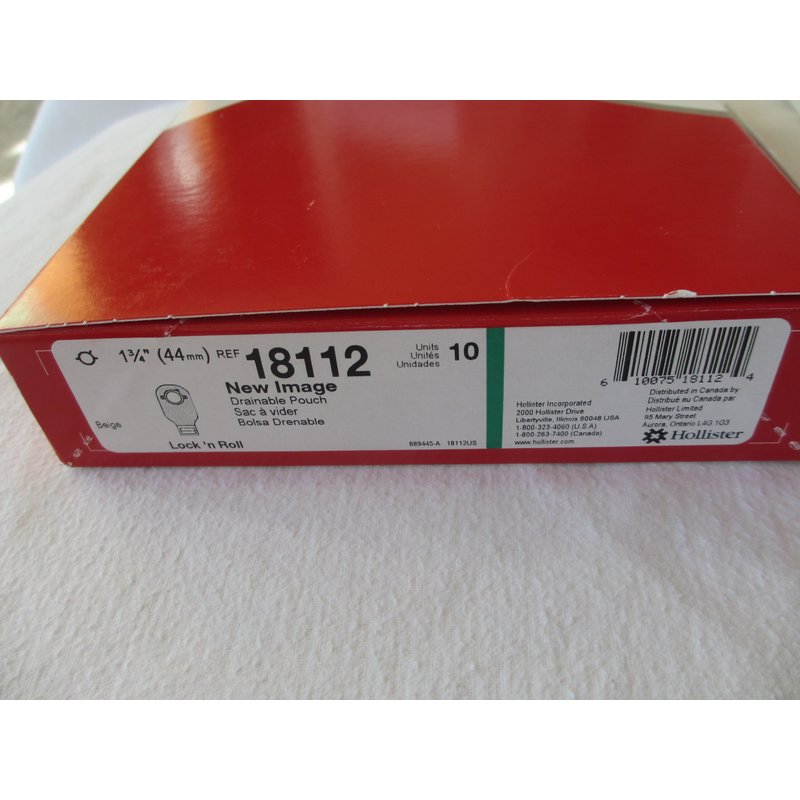 1¾" (44mm) REF 18112
New Image
Drainable Pouch
Sac à vider
Bolsa Drenable
Beige
Lock 'n Roll
Units
Unités
Unidades
10
889445-A 18112US
Hollister Incorporated
2000 Hollister Drive
Libertyville, Illinois 60048 USA
1-800-323-4060 (U.S.A)
1-800-263-7400 (Canada)
www.hollister.com
6 10075 18112 4
Distributed in Canada by
Distribué au Canada par
Hollister Limited
95 Mary Street
Aurora, Ontario L4G 1G3
Hollister